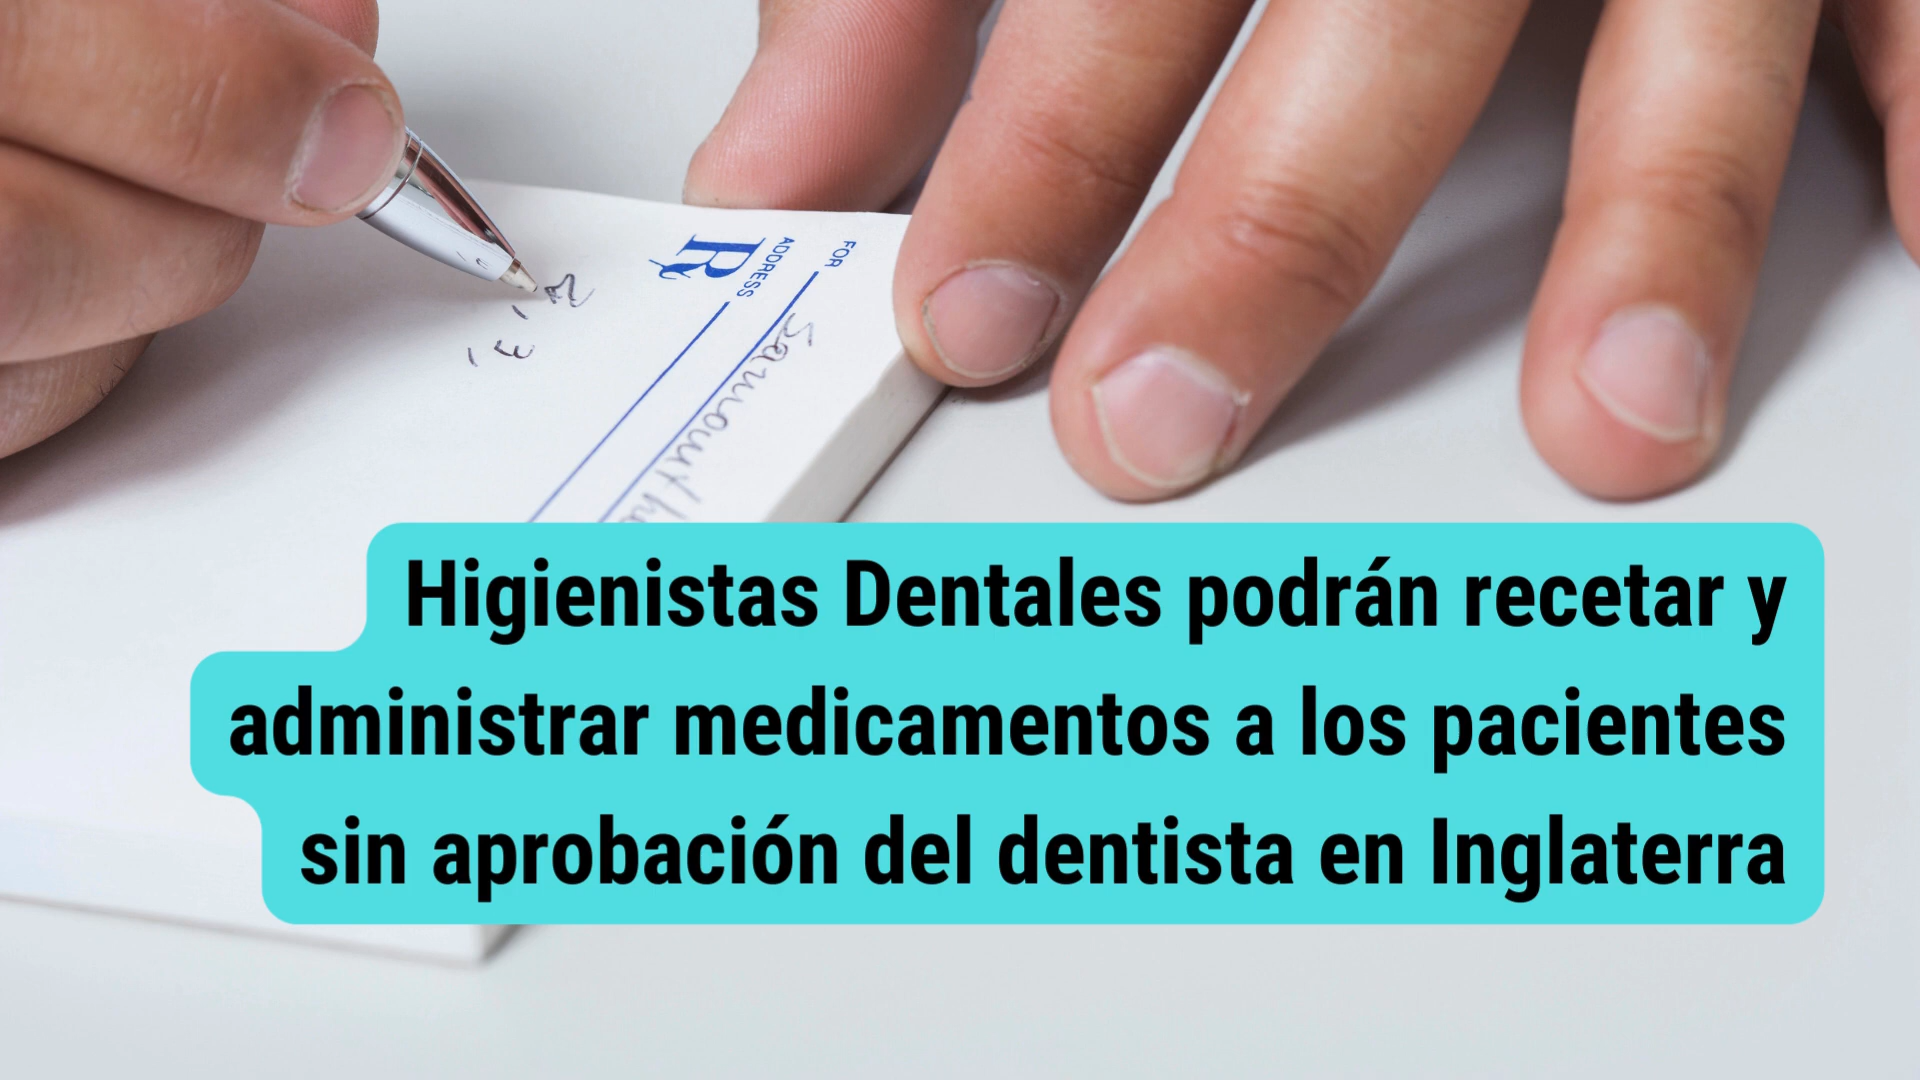 FOR
ADDRESS
R
Higienistas Dentales podrán recetar y
administrar medicamentos a los pacientes
sin aprobación del dentista en Inglaterra